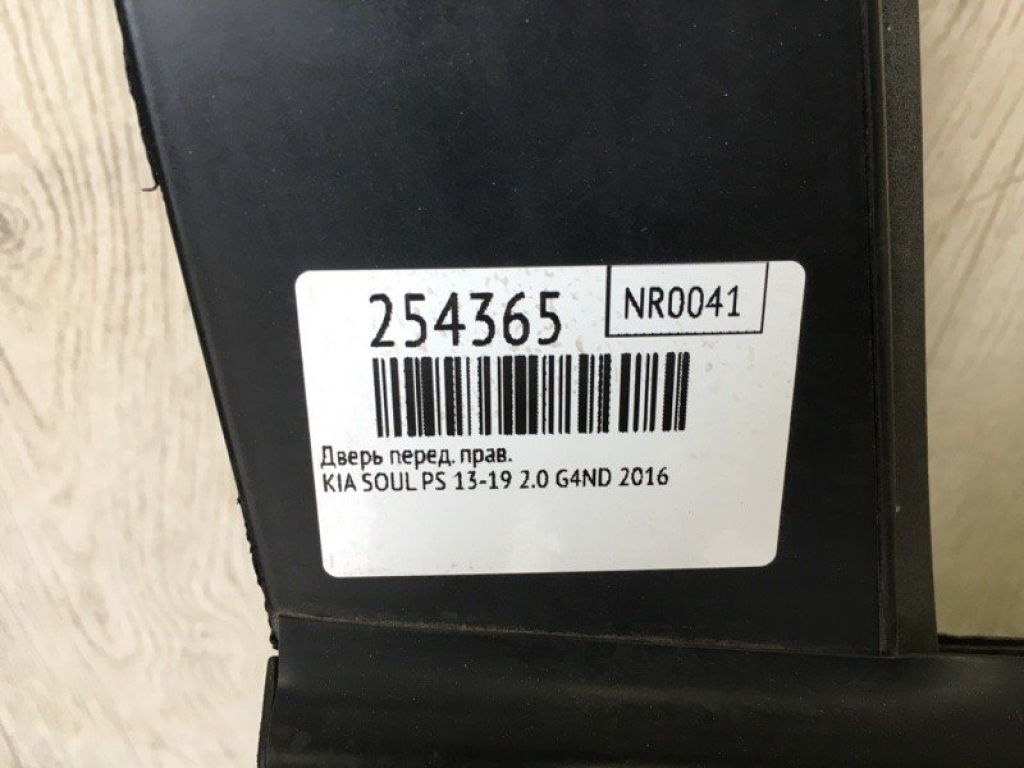 254365
NR0041
Дверь перед. прав.
KIA SOUL PS 13-19 2.0 G4ND 2016